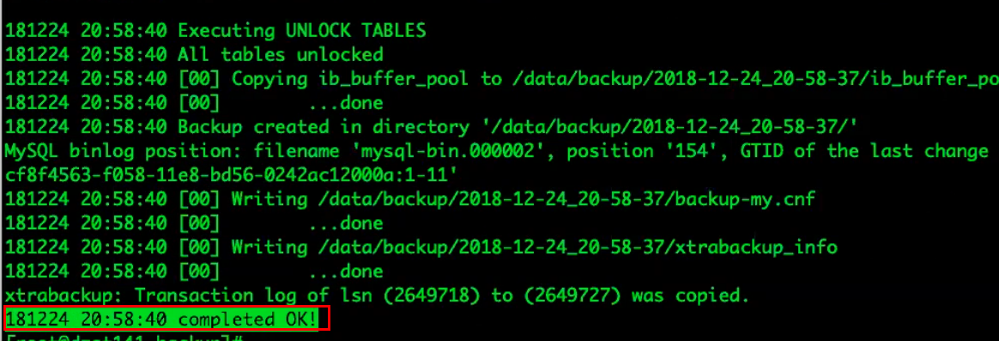 181224 20:58:40 Executing UNLOCK TABLES
181224 20:58:40 All tables unlocked
181224 20:58:40 [00] Copying ib_buffer_pool to /data/backup/2018-12-24_20-58-37/ib_buffer_po
181224 20:58:40 [00]        ...done
181224 20:58:40 Backup created in directory '/data/backup/2018-12-24_20-58-37/'
MySQL binlog position: filename 'mysql-bin.000002', position '154', GTID of the last change
cf8f4563-f058-11e8-bd56-0242ac12000a:1-11'
181224 20:58:40 [00] Writing /data/backup/2018-12-24_20-58-37/backup-my.cnf
181224 20:58:40 [00]        ...done
181224 20:58:40 [00] Writing /data/backup/2018-12-24_20-58-37/xtrabackup_info
181224 20:58:40 [00]        ...done
xtrabackup: Transaction log of lsn (2649718) to (2649727) was copied.
181224 20:58:40 completed OK!